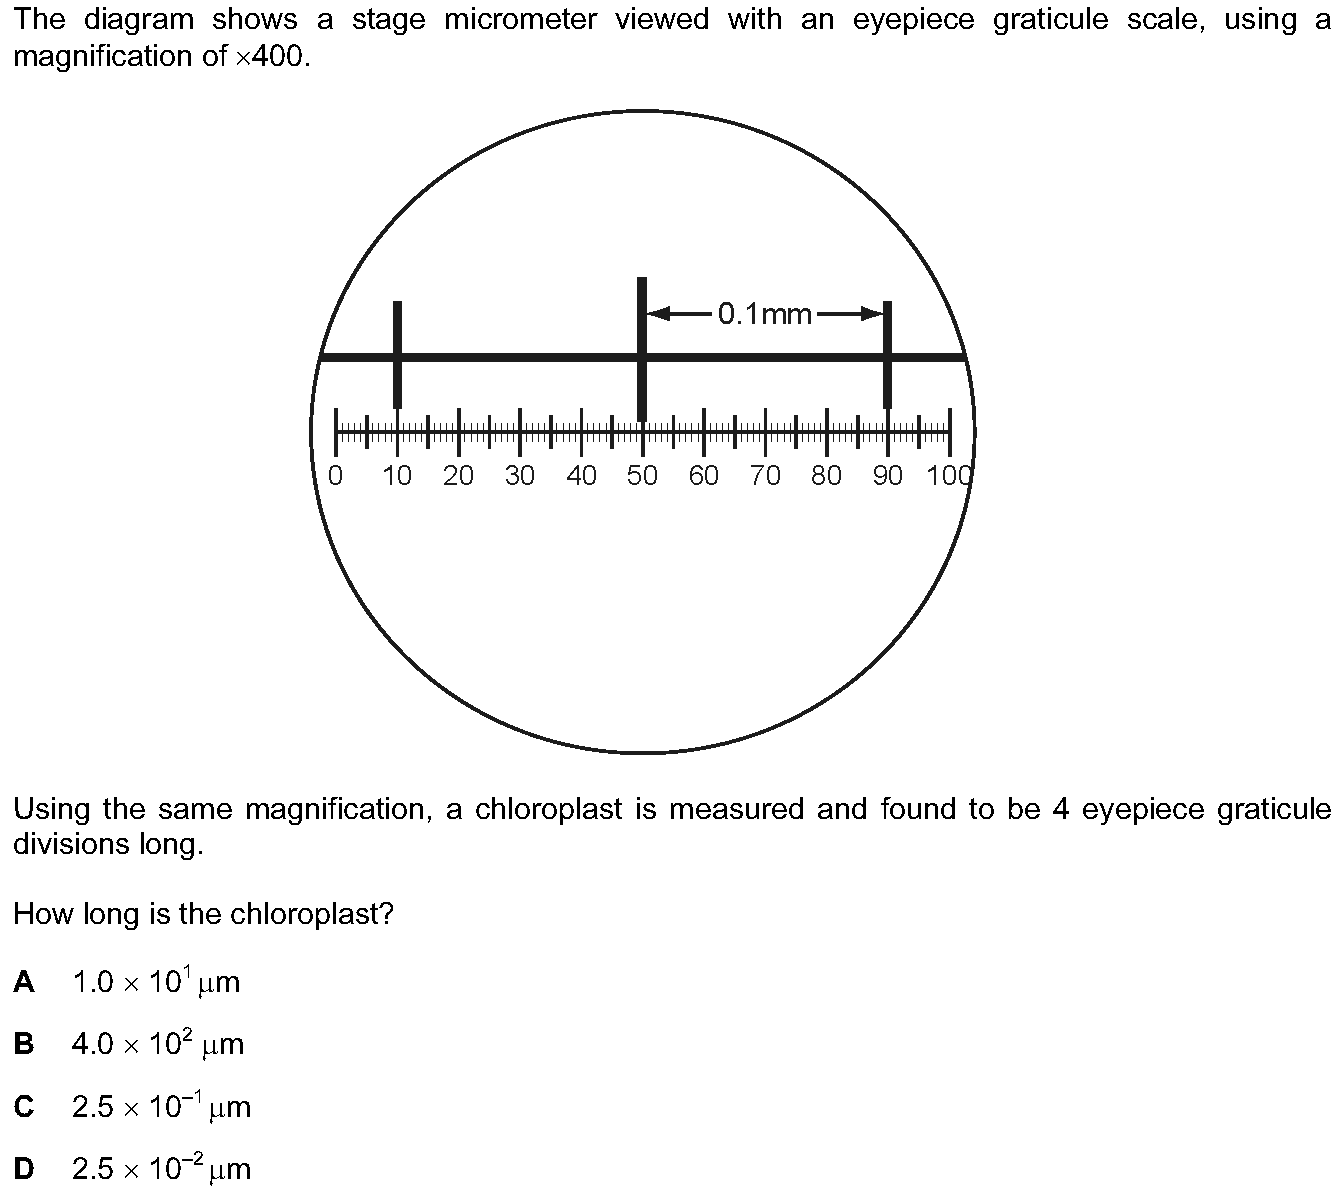 The diagram shows a stage micrometer viewed with an eyepiece graticule scale, using a
magnification of ×400.
0.1mm
0 10 20 30 40 50 60 70 80 90 100
Using the same magnification, a chloroplast is measured and found to be 4 eyepiece graticule
divisions long.
How long is the chloroplast?
A 1.0 × 10¹ μm
B 4.0 × 10² μm
C 2.5 × 10⁻¹ μm
D 2.5 × 10⁻² μm